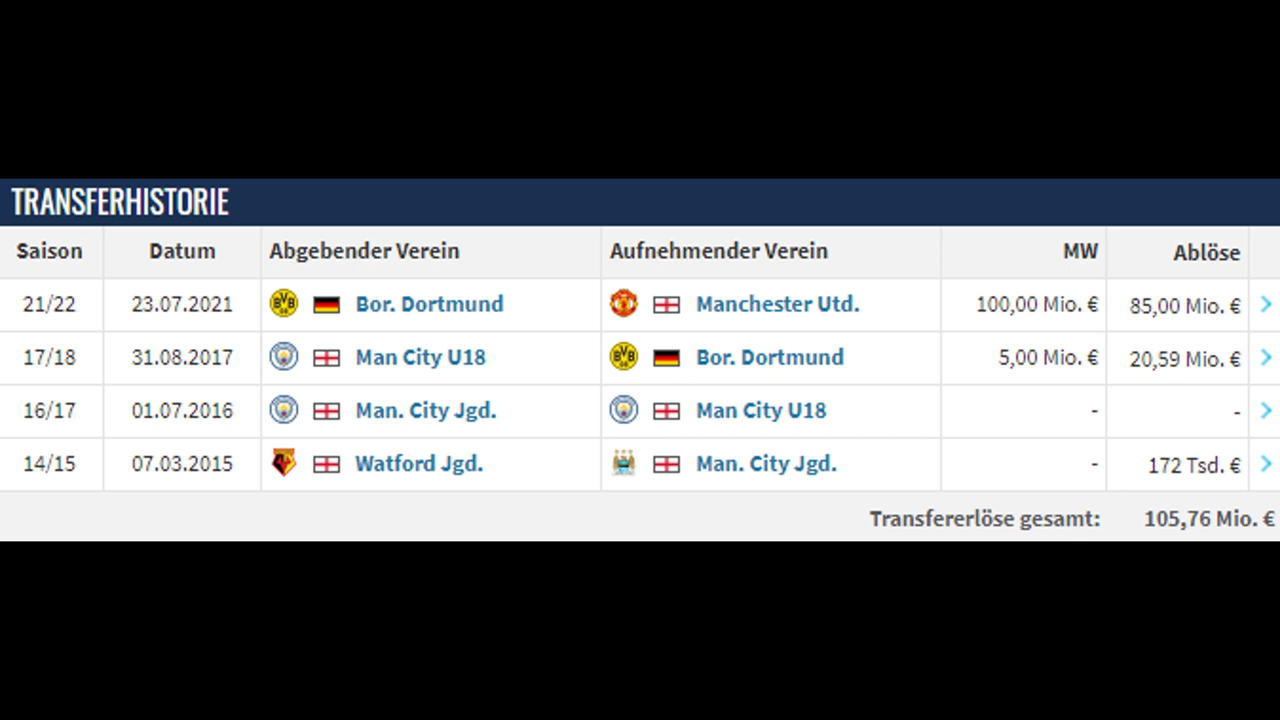 TRANSFERHISTORIE
Saison Datum Abgebender Verein Aufnehmender Verein MW Ablöse
21/22 23.07.2021 Bor. Dortmund Manchester Utd. 100,00 Mio. € 85,00 Mio. €
17/18 31.08.2017 Man City U18 Bor. Dortmund 5,00 Mio. € 20,59 Mio. €
16/17 01.07.2016 Man. City Jgd. Man City U18 - -
14/15 07.03.2015 Watford Jgd. Man. City Jgd. - 172 Tsd. €
Transfererlöse gesamt: 105,76 Mio. €